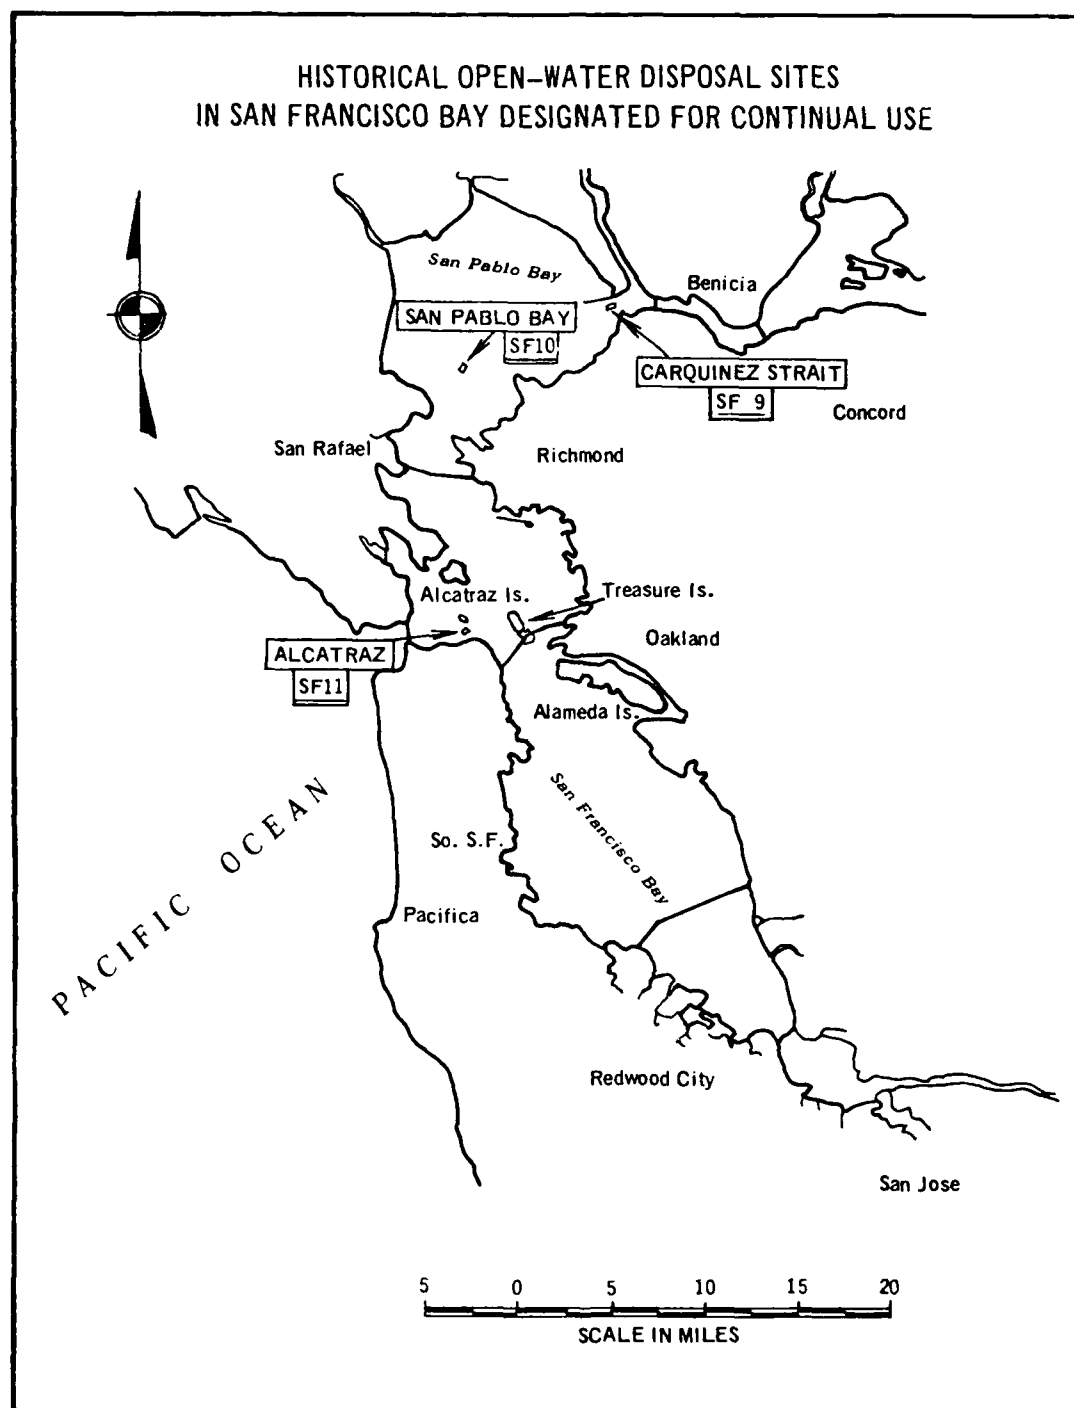 HISTORICAL OPEN-WATER DISPOSAL SITES
IN SAN FRANCISCO BAY DESIGNATED FOR CONTINUAL USE
San Pablo Bay
Benicia
SAN PABLO BAY
SF10
CARQUINEZ STRAIT
SF 9
Concord
San Rafael
Richmond
Alcatraz Is.
Treasure Is.
Oakland
ALCATRAZ
SF11
Alameda Is.
San Francisco Bay
PACIFIC OCEAN
So. S.F.
Pacifica
Redwood City
San Jose
5 0 5 10 15 20
SCALE IN MILES